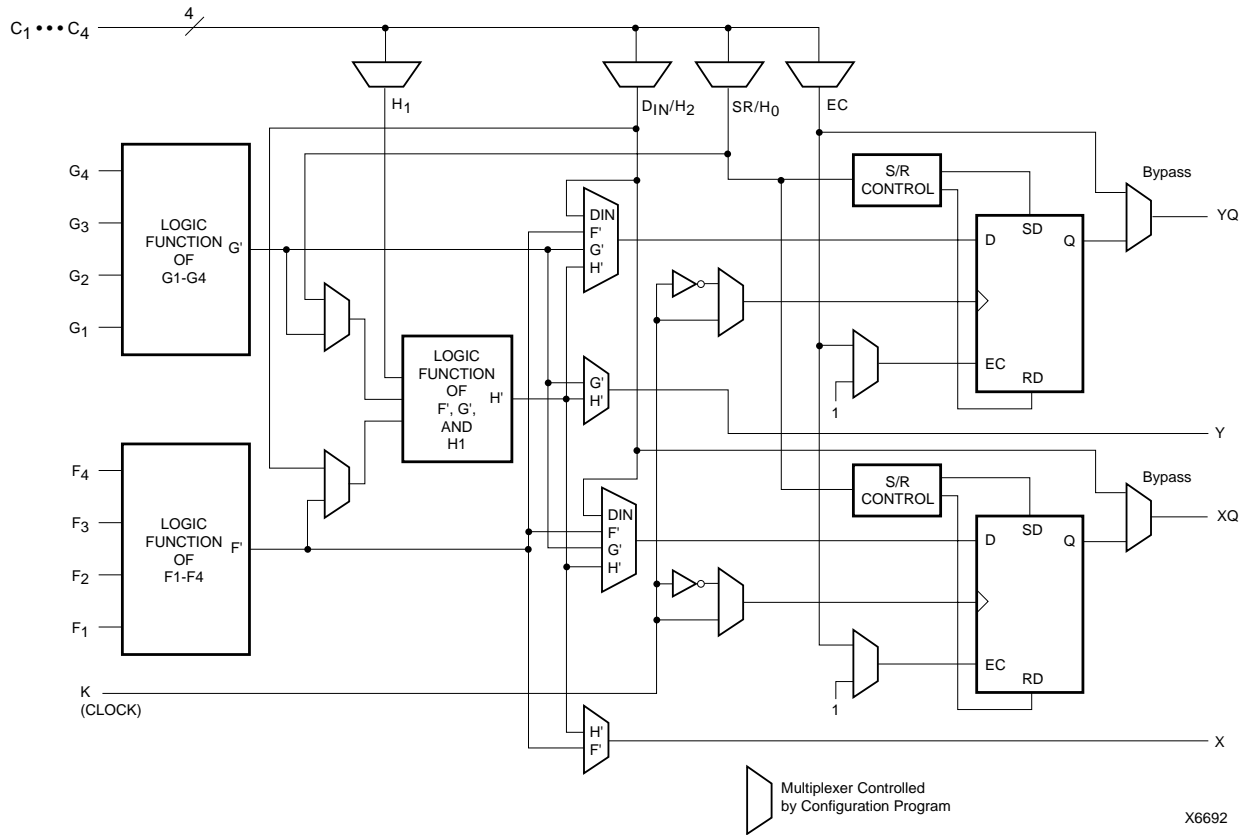 C1 ••• C4
4
H1
DIN/H2
SR/H0
EC
G4
G3
G2
G1
LOGIC
FUNCTION
OF
G1-G4
G'
DIN
F'
G'
H'
S/R
CONTROL
Bypass
D
SD
Q
YQ
EC
RD
1
LOGIC
FUNCTION
OF
F', G',
AND
H1
H'
G'
H'
Y
F4
F3
F2
F1
LOGIC
FUNCTION
OF
F1-F4
F'
DIN
F'
G'
H'
S/R
CONTROL
Bypass
D
SD
Q
XQ
EC
RD
1
K
(CLOCK)
H'
F'
X
Multiplexer Controlled
by Configuration Program
X6692